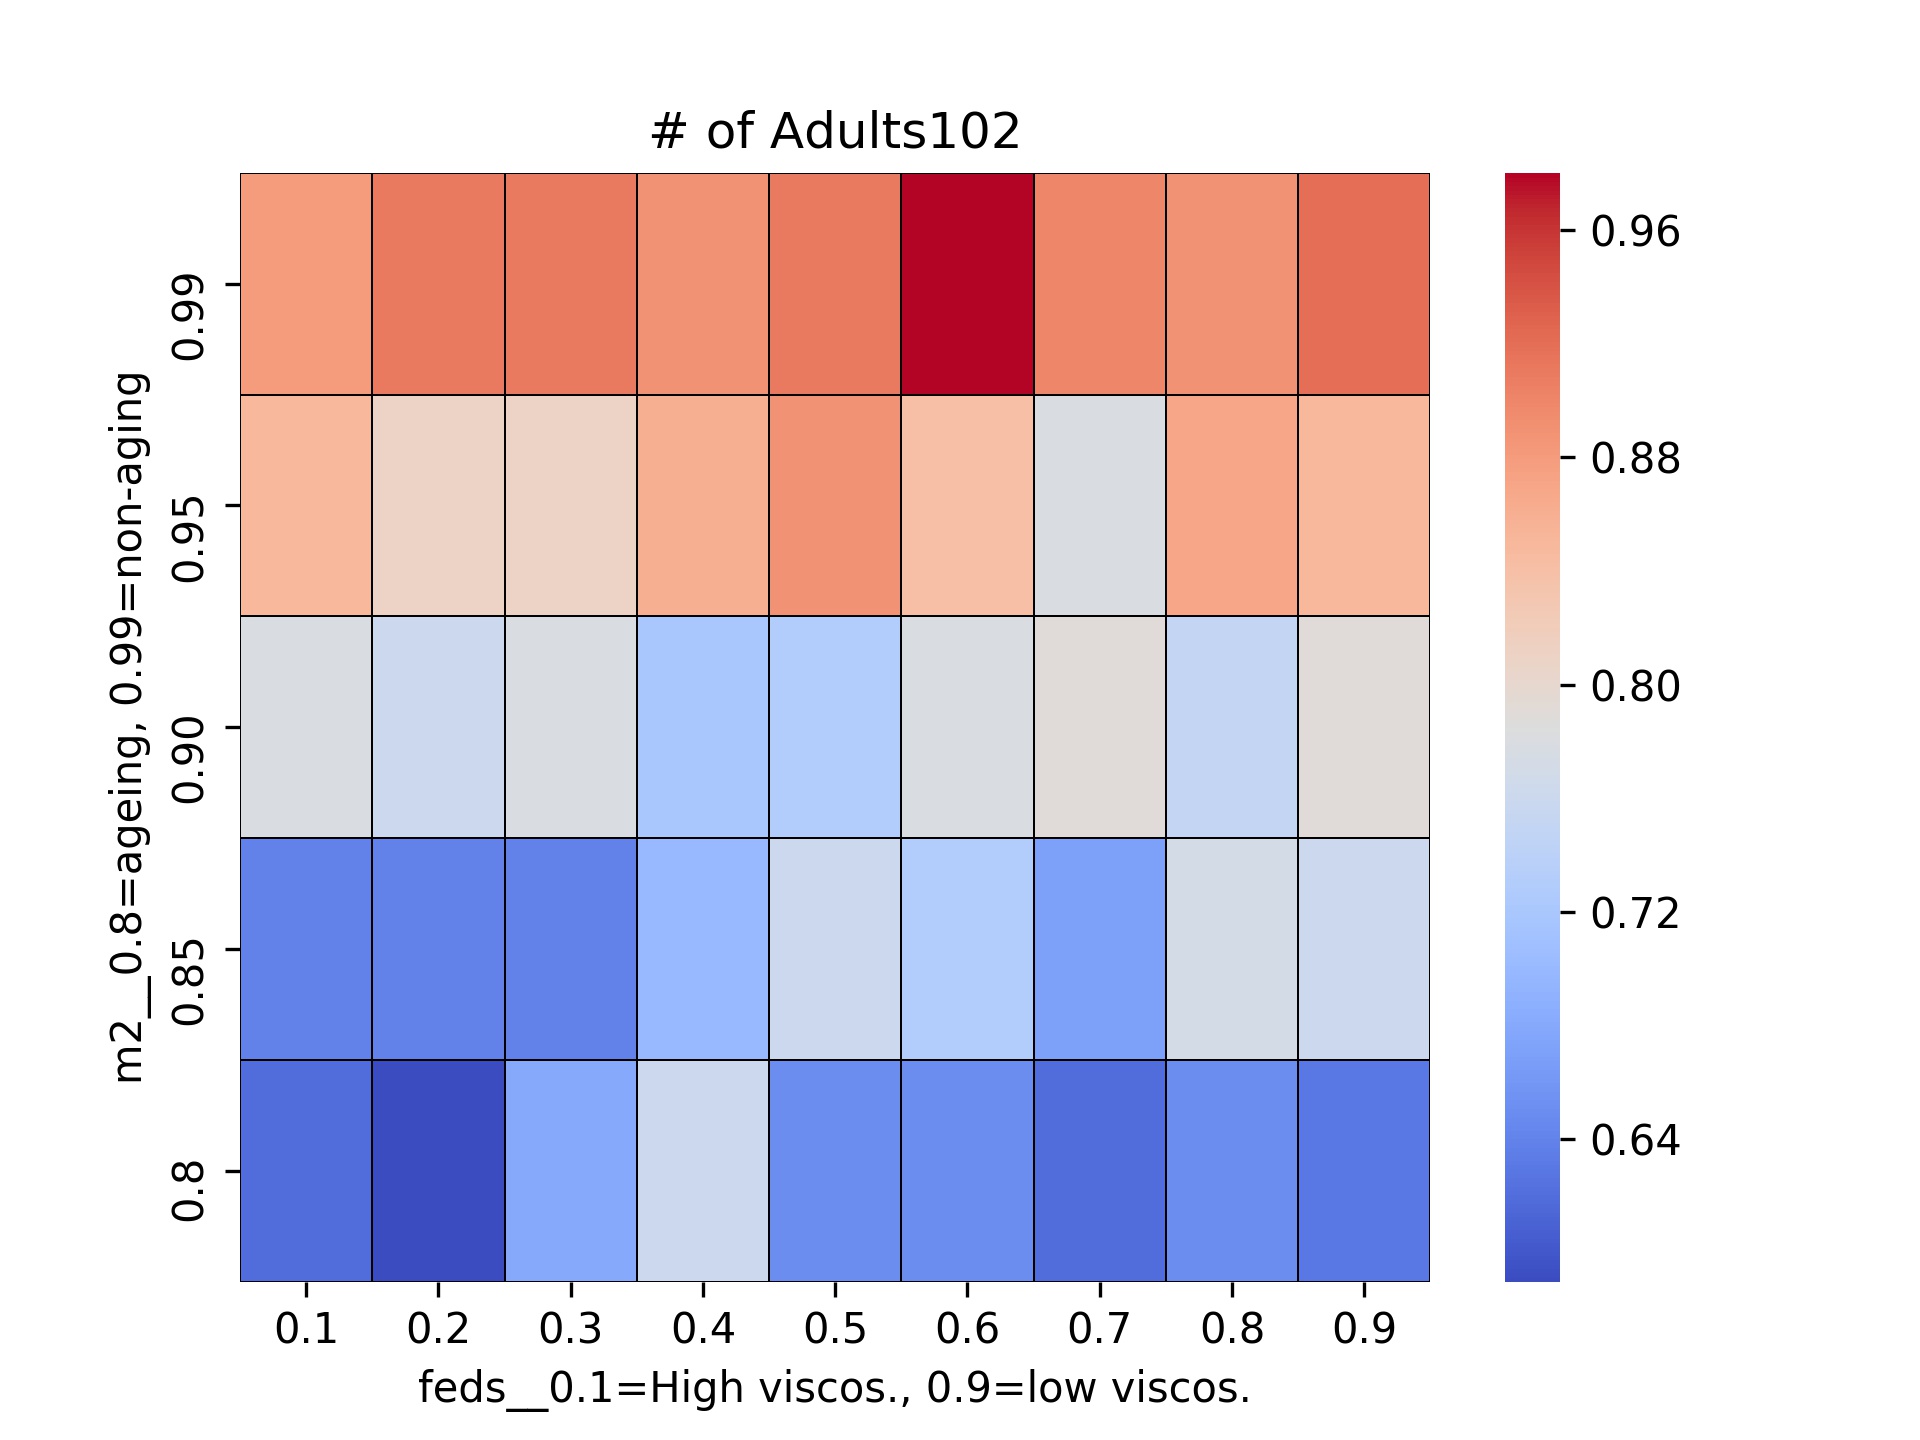 # of Adults102
m2__0.8=ageing, 0.99=non-aging
0.99
0.95
0.90
0.85
0.8
0.1 0.2 0.3 0.4 0.5 0.6 0.7 0.8 0.9
feds__0.1=High viscos., 0.9=low viscos.
0.96
0.88
0.80
0.72
0.64